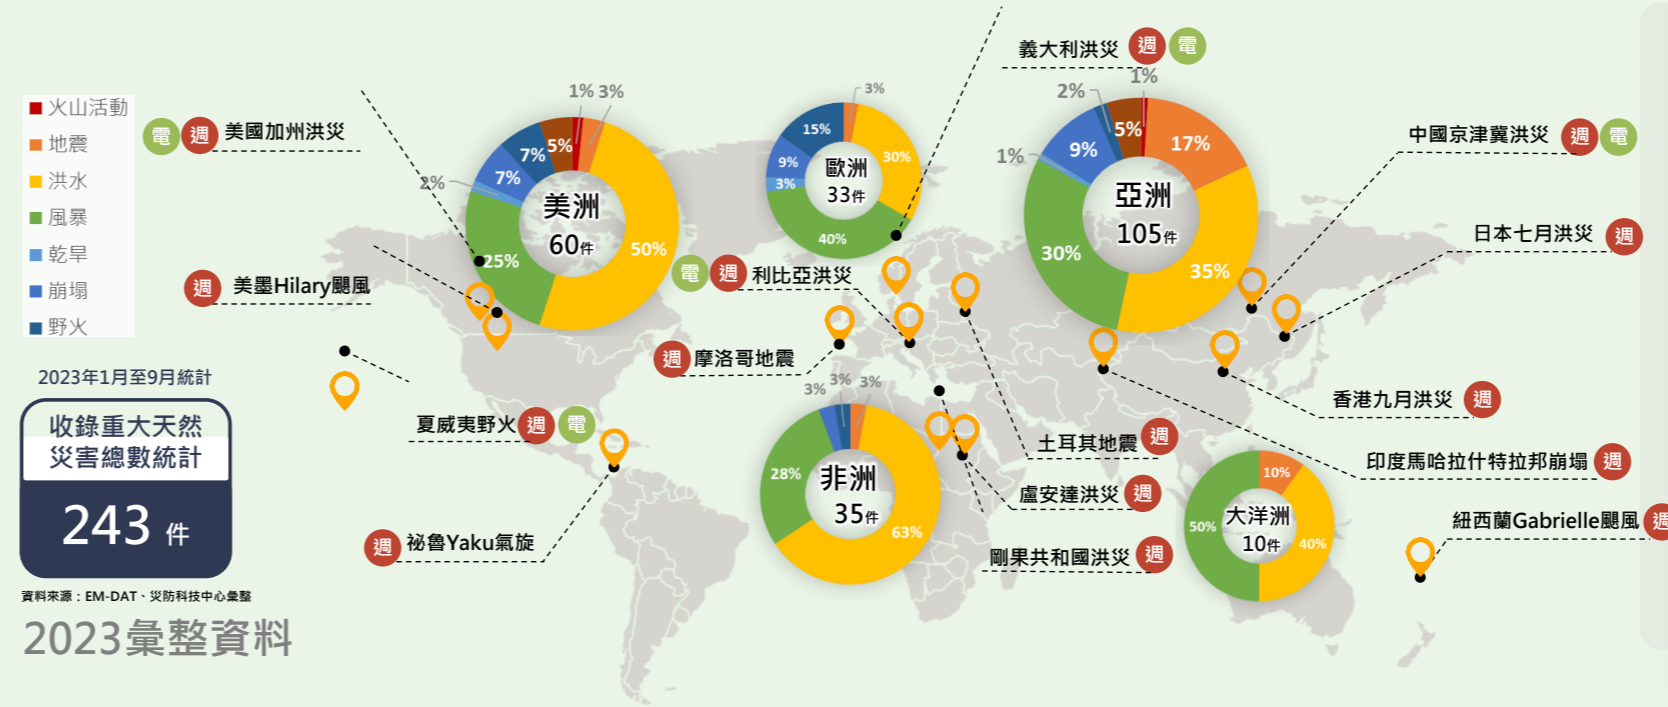 火山活動
地震
洪水
風暴
乾旱
崩塌
野火
2023年1月至9月統計
收錄重大天然
災害總數統計
243 件
資料來源：EM-DAT、災防科技中心彙整
2023彙整資料
電 週 美國加州洪災
週 美墨Hilary颶風
夏威夷野火 週 電
週 祕魯Yaku氣旋
1% 3%
5%
7%
7%
2%
25%
50%
美洲
60件
3%
15%
30%
9%
3%
40%
歐洲
33件
電 週 利比亞洪災
週 摩洛哥地震
3% 3% 3%
28%
63%
非洲
35件
義大利洪災 週 電
1%
2%
5%
17%
9%
1%
30%
35%
亞洲
105件
中國京津冀洪災 週 電
日本七月洪災 週
香港九月洪災 週
土耳其地震 週
印度馬哈拉什特拉邦崩塌 週
盧安達洪災 週
剛果共和國洪災 週
10%
50%
40%
大洋洲
10件
紐西蘭Gabrielle颶風 週